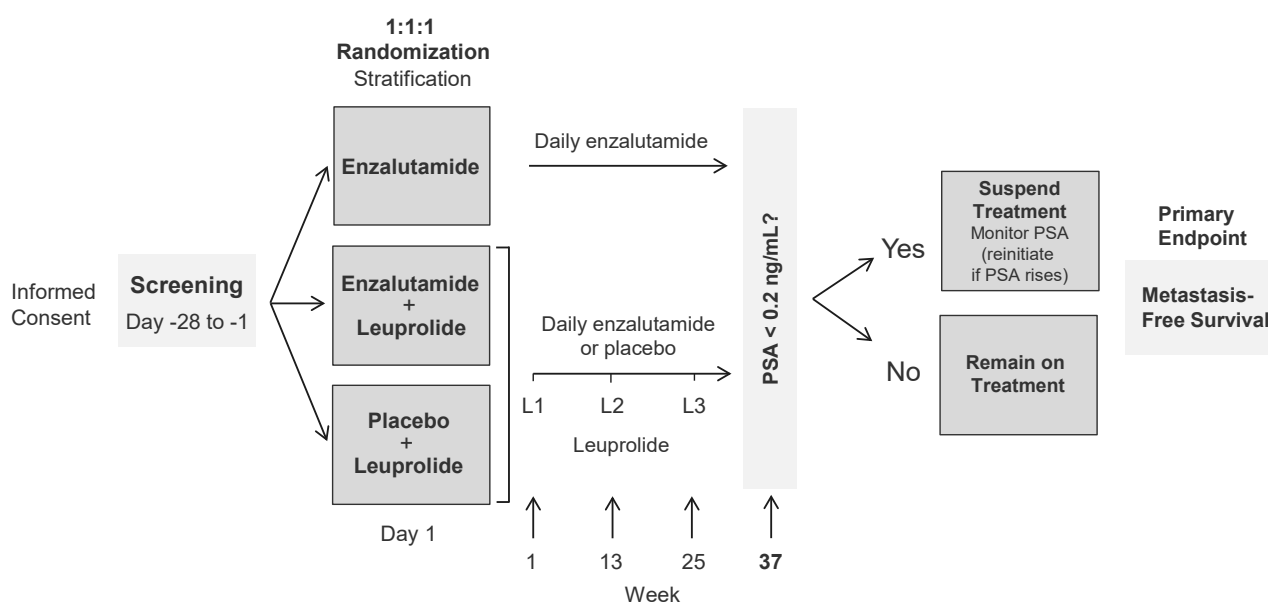 1:1:1
Randomization
Stratification
Informed
Consent
Screening
Day -28 to -1
Enzalutamide
Enzalutamide
+
Leuprolide
Placebo
+
Leuprolide
Day 1
Daily enzalutamide
Daily enzalutamide
or placebo
L1 L2 L3
Leuprolide
1 13 25 37
Week
PSA < 0.2 ng/mL?
Yes
No
Suspend
Treatment
Monitor PSA
(reinitiate
if PSA rises)
Remain on
Treatment
Primary
Endpoint
Metastasis-
Free Survival